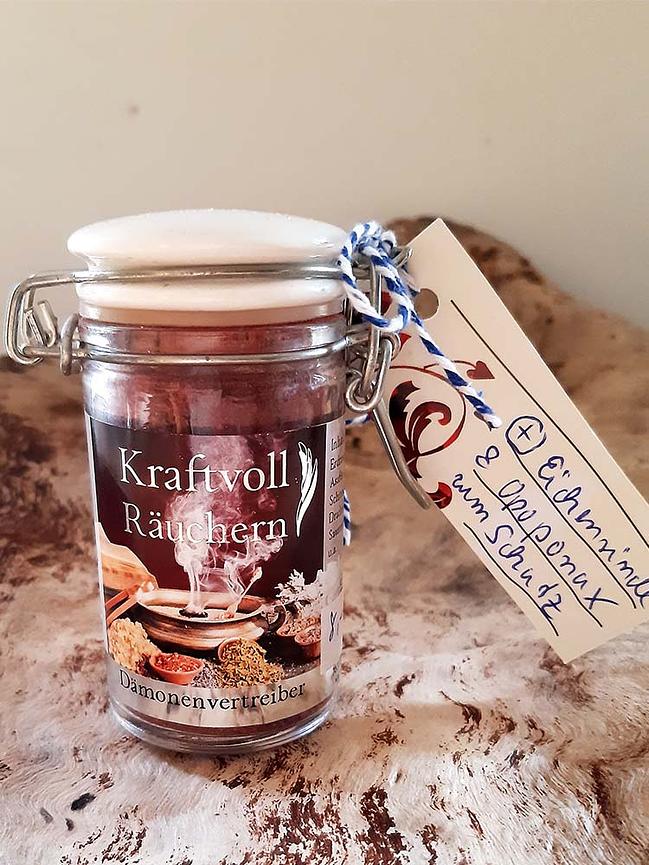 Kraftvoll
Räuchern
Dämonenvertreiber
+ Eichenrinde
& Opoponax
zum Schutz